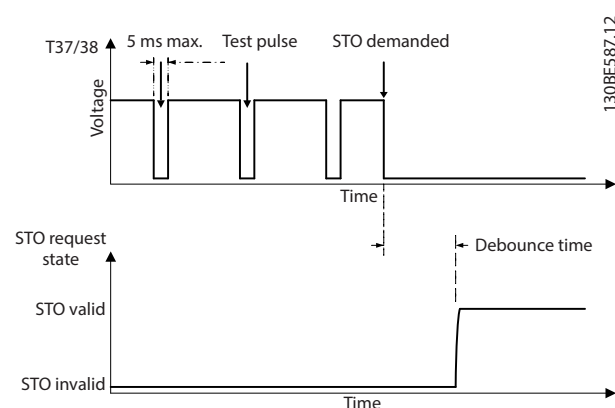 T37/38
5 ms max.
Test pulse
STO demanded
130BE587.12
Voltage
Time
STO request
state
Debounce time
STO valid
STO invalid
Time